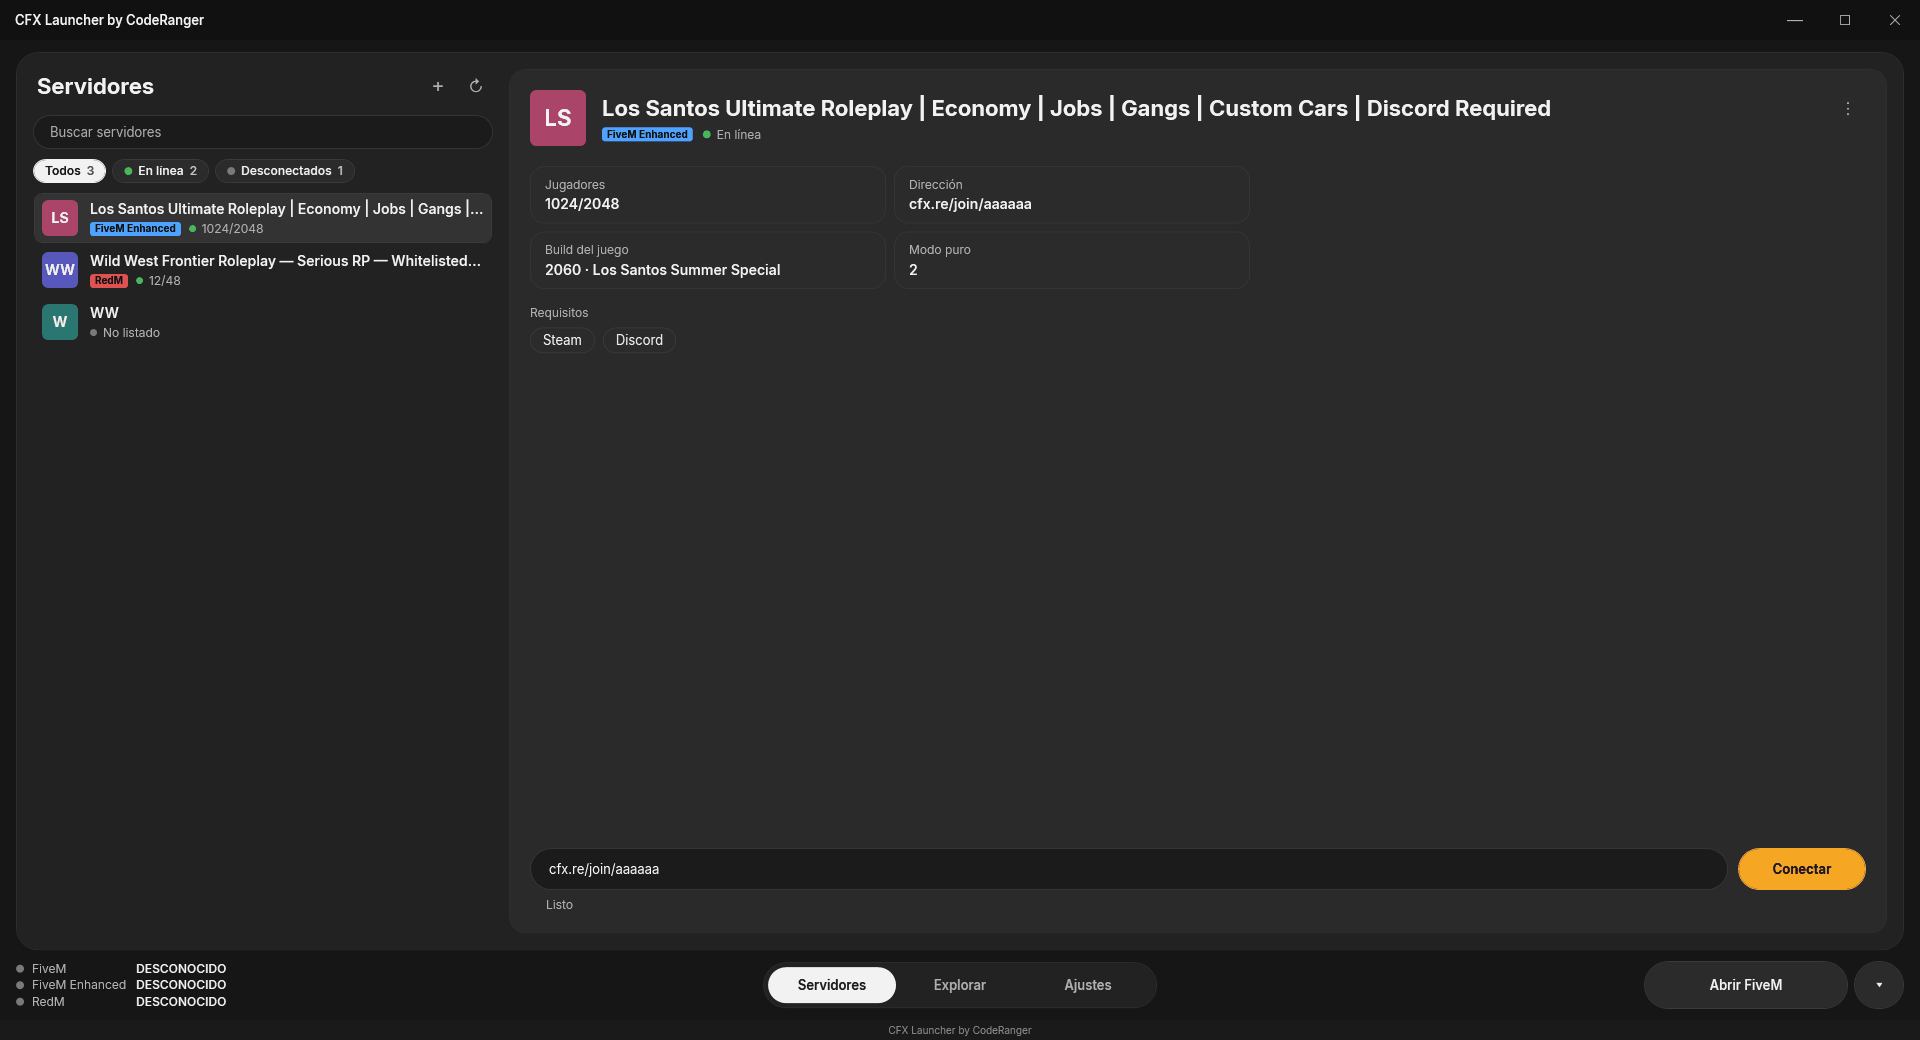 CFX Launcher by CodeRanger
Servidores
Buscar servidores
Todos 3
En línea 2
Desconectados 1
LS
Los Santos Ultimate Roleplay | Economy | Jobs | Gangs |...
FiveM Enhanced
1024/2048
WW
Wild West Frontier Roleplay — Serious RP — Whitelisted...
RedM
12/48
W
WW
No listado
LS
Los Santos Ultimate Roleplay | Economy | Jobs | Gangs | Custom Cars | Discord Required
FiveM Enhanced
En línea
Jugadores
1024/2048
Dirección
cfx.re/join/aaaaaa
Build del juego
2060 · Los Santos Summer Special
Modo puro
2
Requisitos
Steam
Discord
cfx.re/join/aaaaaa
Conectar
Listo
FiveM DESCONOCIDO
FiveM Enhanced DESCONOCIDO
RedM DESCONOCIDO
Servidores
Explorar
Ajustes
Abrir FiveM
CFX Launcher by CodeRanger